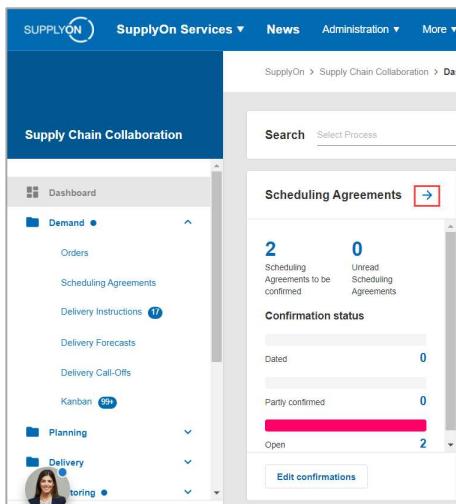 SUPPLYON SupplyOn Services News Administration More
SupplyOn > Supply Chain Collaboration >
Supply Chain Collaboration
Search Select Process
Dashboard
Demand
Orders
Scheduling Agreements
Delivery Instructions 17
Delivery Forecasts
Delivery Call-Offs
Kanban 99+
Planning
Delivery
Scheduling Agreements
2
Scheduling
Agreements to be
confirmed
0
Unread
Scheduling
Agreements
Confirmation status
Dated 0
Partly confirmed 0
Open 2
Edit confirmations